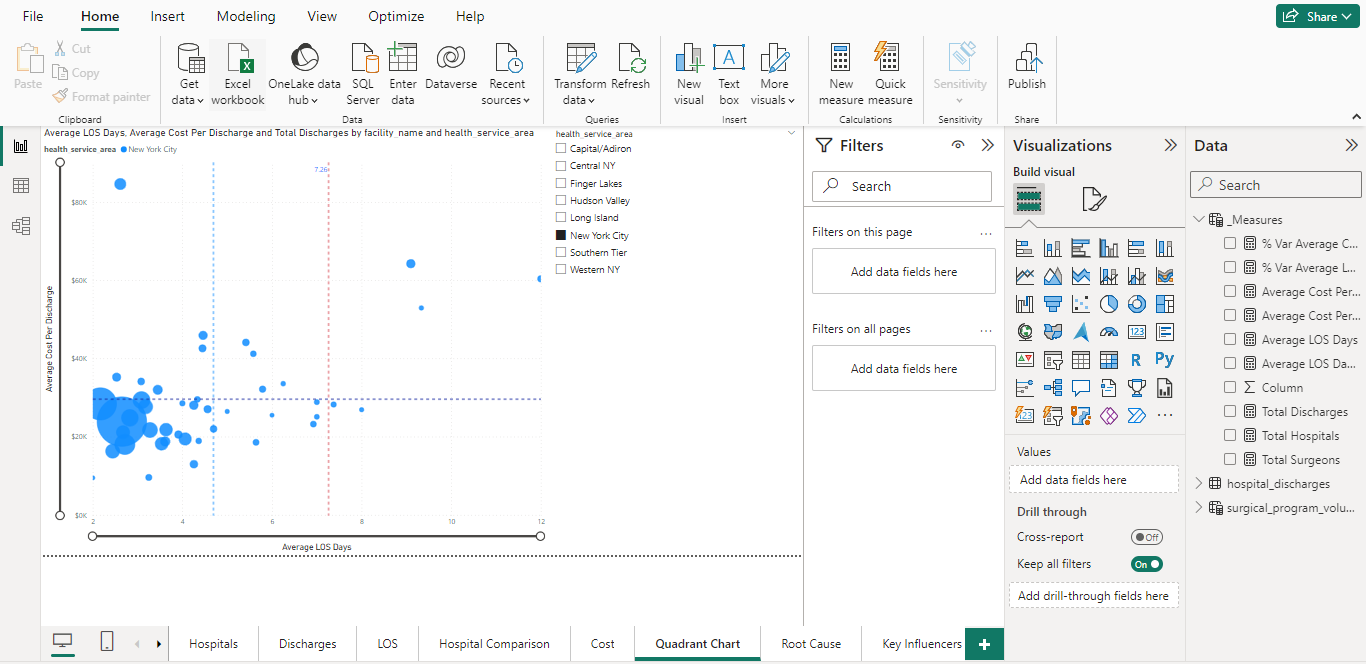 File Home Insert Modeling View Optimize Help Share
Paste
Cut
Copy
Format painter
Clipboard
Get data
Excel workbook
OneLake data hub
SQL Server
Enter data
Dataverse
Recent sources
Data
Transform data
Refresh
Queries
New visual
Text box
More visuals
Insert
New measure
Quick measure
Calculations
Sensitivity
Sensitivity
Publish
Share
Average LOS Days, Average Cost Per Discharge and Total Discharges by facility_name and health_service_area
health_service_area New York City
7.26
$80K
$60K
$40K
$20K
$0K
2 4 6 8 10 12
Average Cost Per Discharge
Average LOS Days
health_service_area
Capital/Adiron
Central NY
Finger Lakes
Hudson Valley
Long Island
New York City
Southern Tier
Western NY
Filters
Search
Filters on this page ...
Add data fields here
Filters on all pages ...
Add data fields here
Visualizations
Build visual
123
R
Py
123
...
Values
Add data fields here
Drill through
Cross-report Off
Keep all filters On
Add drill-through fields here
Data
Search
_Measures
% Var Average C...
% Var Average L...
Average Cost Per...
Average Cost Per...
Average LOS Days
Average LOS Da...
Column
Total Discharges
Total Hospitals
Total Surgeons
hospital_discharges
surgical_program_volu...
Hospitals Discharges LOS Hospital Comparison Cost Quadrant Chart Root Cause Key Influencers +